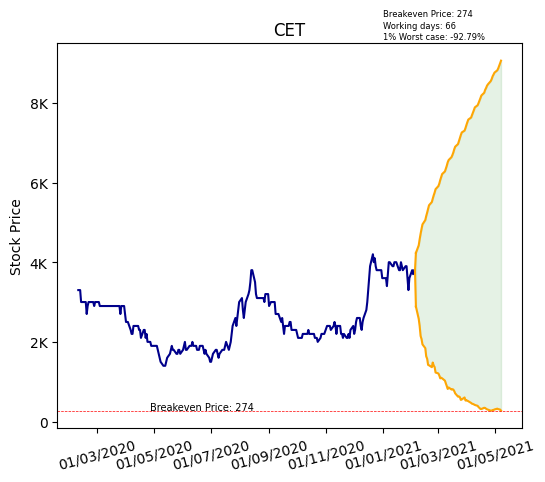 Breakeven Price: 274
Working days: 66
1% Worst case: -92.79%
CET
Stock Price
8K
6K
4K
2K
0
Breakeven Price: 274
01/03/2020 01/05/2020 01/07/2020 01/09/2020 01/11/2020 01/01/2021 01/03/2021 01/05/2021